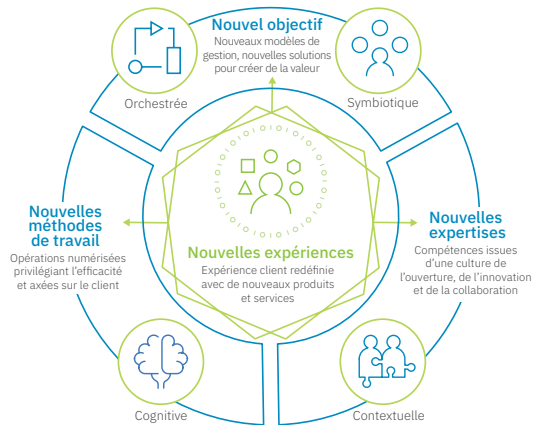 Nouvel objectif
Nouveaux modèles de
gestion, nouvelles solutions
pour créer de la valeur
Orchestrée
Symbiotique
Nouvelles
méthodes
de travail
Opérations numérisées
privilégiant l’efficacité
et axées sur le client
Nouvelles expériences
Expérience client redéfinie
avec de nouveaux produits
et services
Nouvelles
expertises
Compétences issues
d’une culture de
l’ouverture, de l’innovation
et de la collaboration
Cognitive
Contextuelle